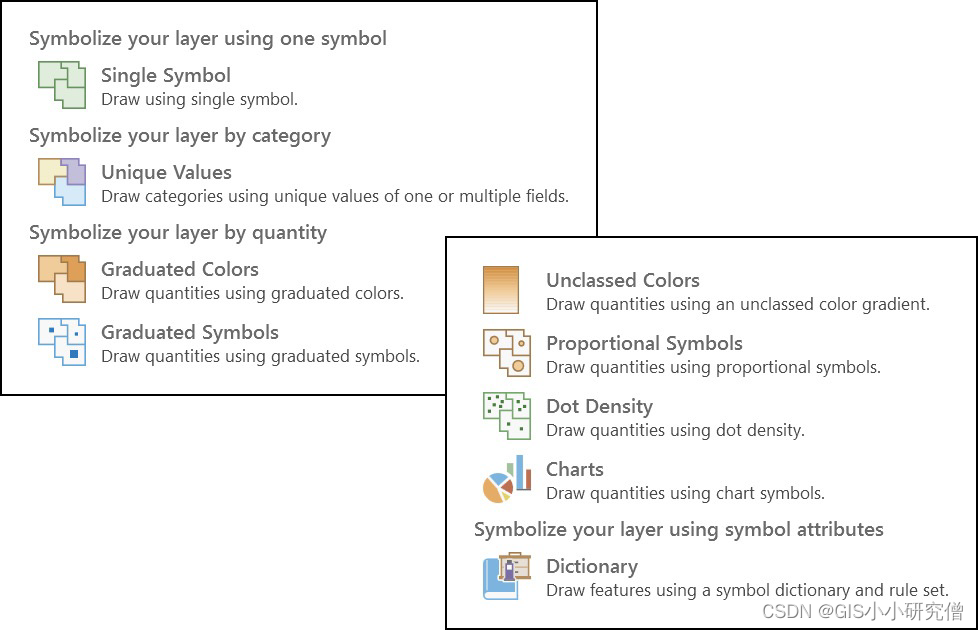 Symbolize your layer using one symbol
Single Symbol
Draw using single symbol.
Symbolize your layer by category
Unique Values
Draw categories using unique values of one or multiple fields.
Symbolize your layer by quantity
Graduated Colors
Draw quantities using graduated colors.
Graduated Symbols
Draw quantities using graduated symbols.
Unclassed Colors
Draw quantities using an unclassed color gradient.
Proportional Symbols
Draw quantities using proportional symbols.
Dot Density
Draw quantities using dot density.
Charts
Draw quantities using chart symbols.
Symbolize your layer using symbol attributes
Dictionary
Draw features using a symbol dictionary and rule set.
CSDN @GIS小小研究僧